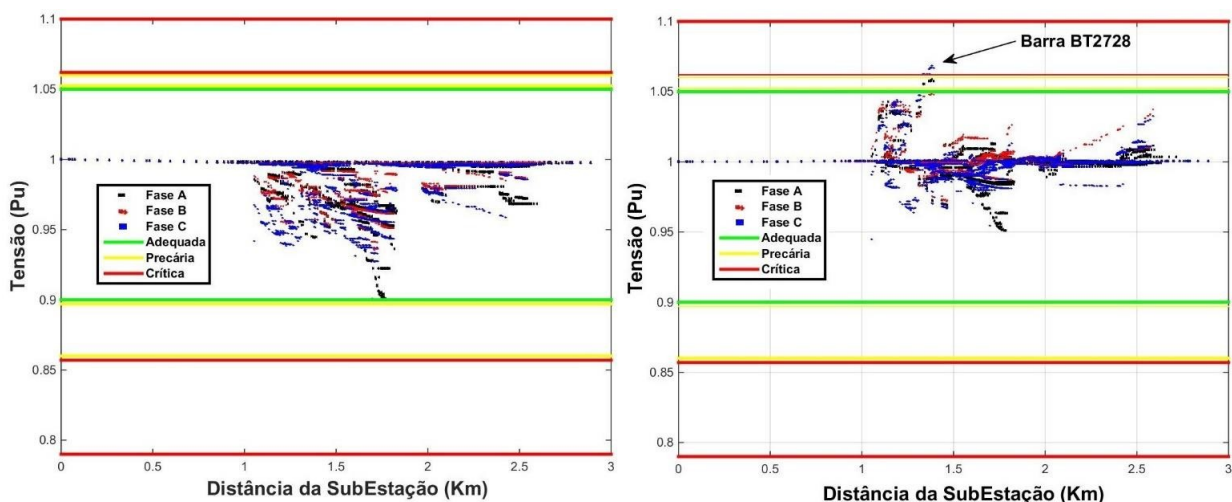 1.1
1.05
1
0.95
0.9
0.85
0.8
Tensão (Pu)
Fase A
Fase B
Fase C
Adequada
Precária
Crítica
0 0.5 1 1.5 2 2.5 3
Distância da SubEstação (Km)
1.1
1.05
1
0.95
0.9
0.85
0.8
Tensão (Pu)
Barra BT2728
Fase A
Fase B
Fase C
Adequada
Precária
Crítica
0 0.5 1 1.5 2 2.5 3
Distância da SubEstação (Km)